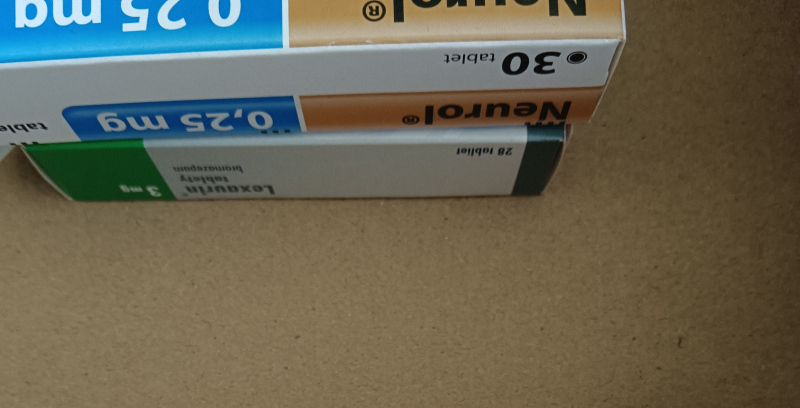 Lexaurin®
tablety
bromazepam
3 mg
28 tablet
Neurol® 0,25 mg
30 tablet
Neurol® 0,25 mg